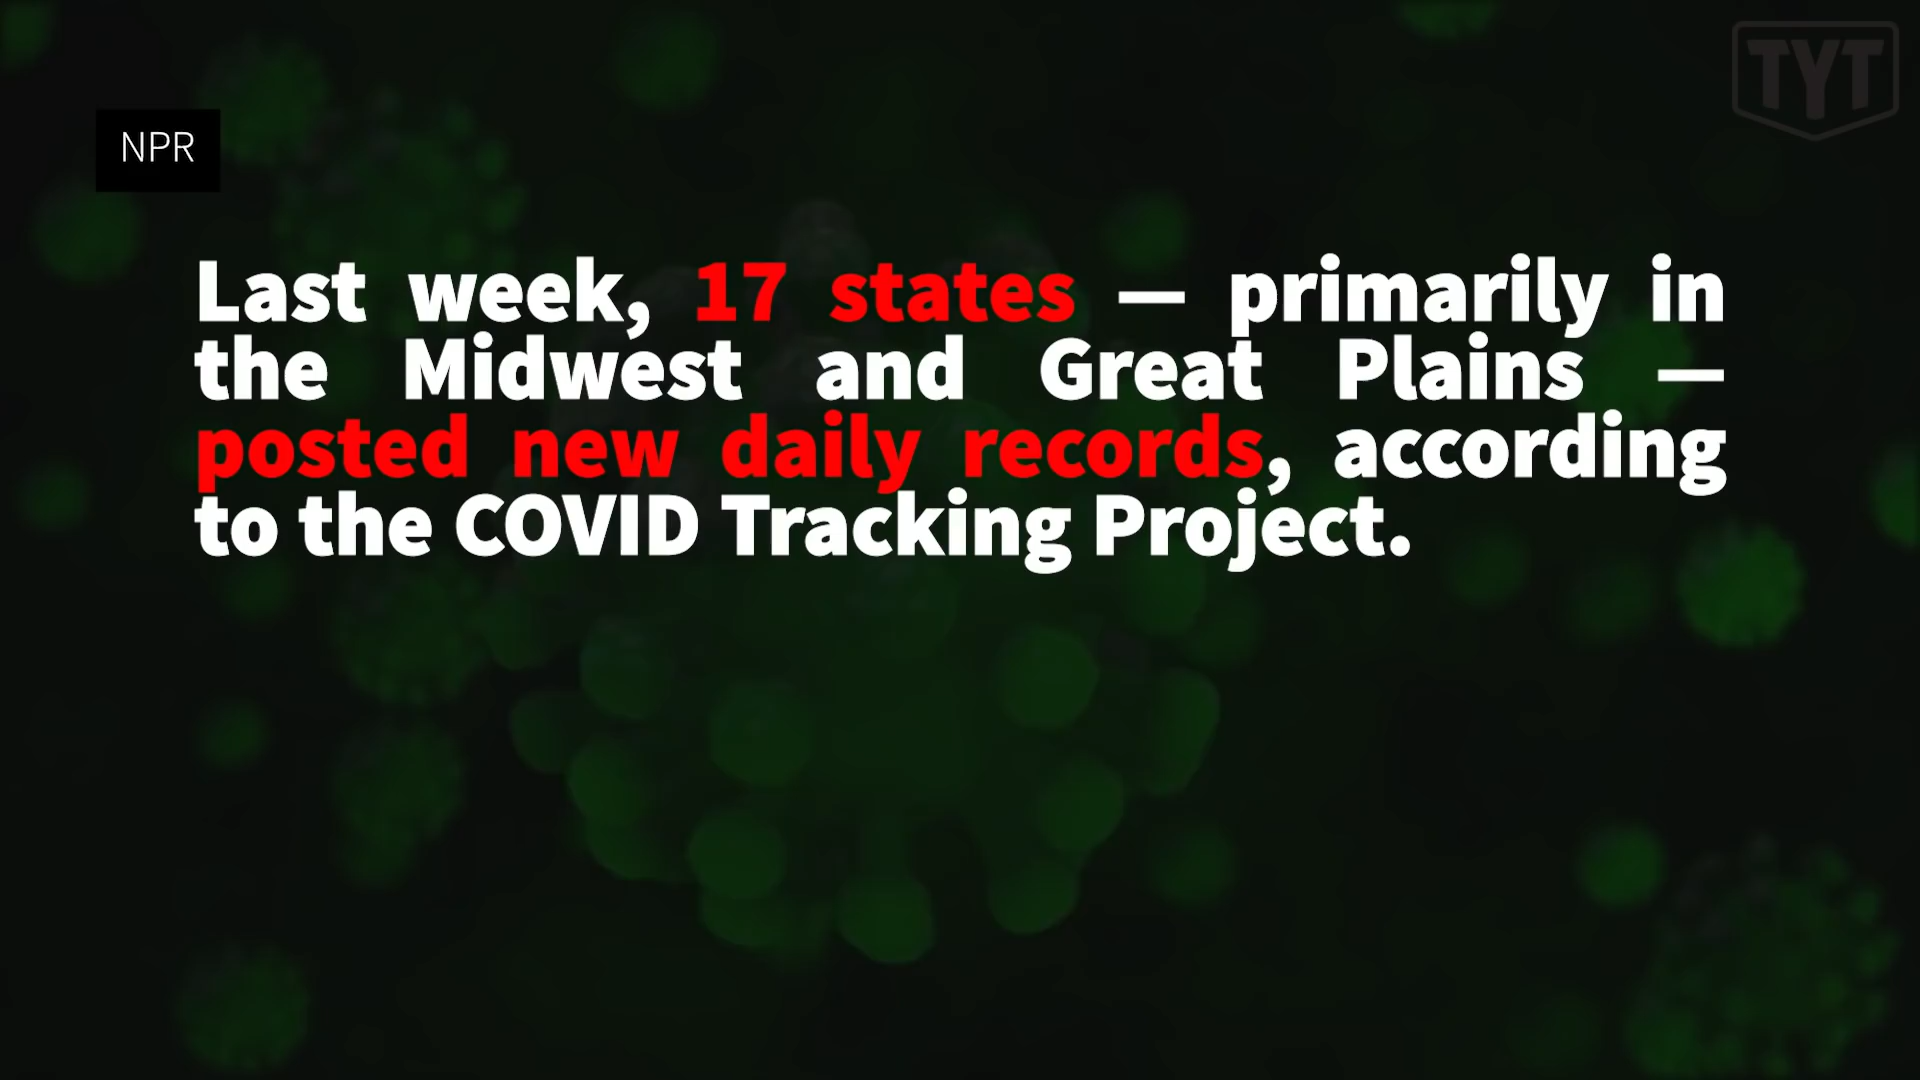 TYT
NPR
Last week, 17 states — primarily in
the Midwest and Great Plains —
posted new daily records, according
to the COVID Tracking Project.